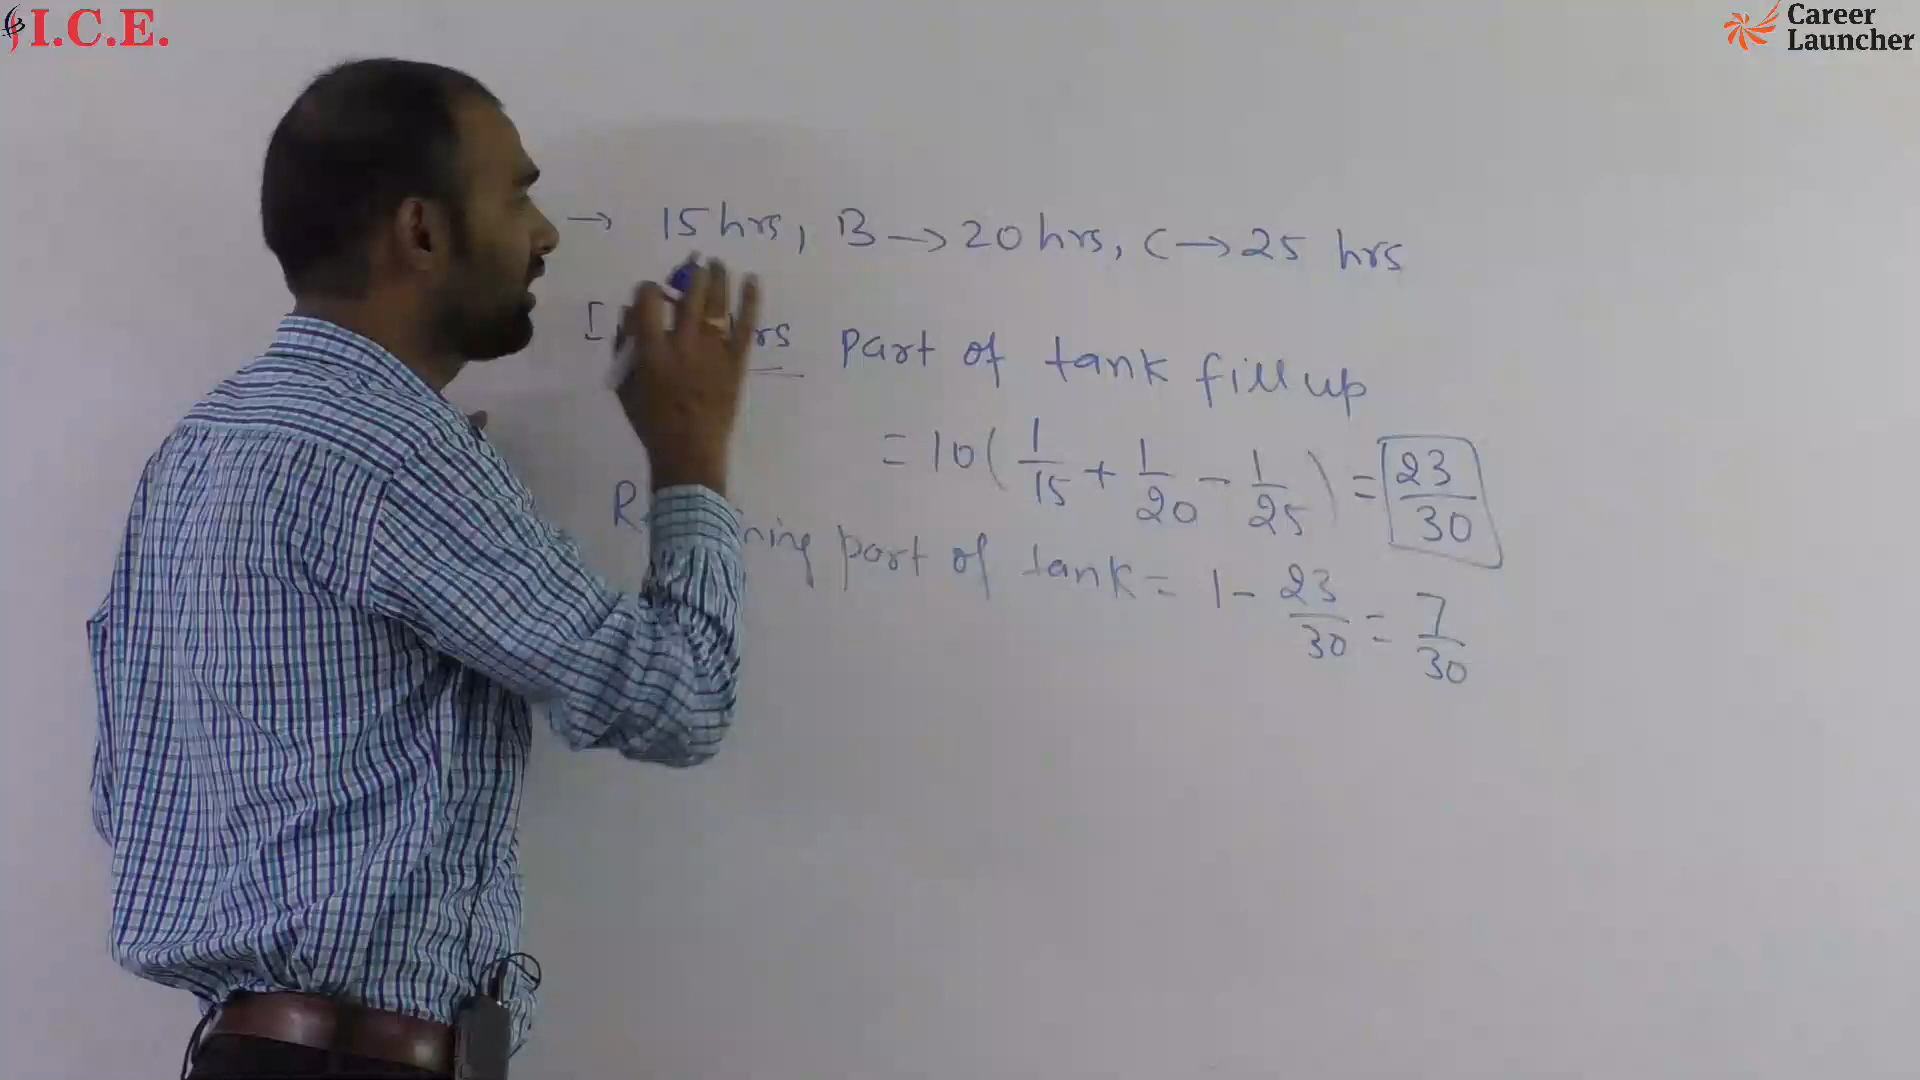 I.C.E.
Career
Launcher
→ 15 hrs, B → 20 hrs, C → 25 hrs
hrs part of tank fill up
= 10 ( 1/15 + 1/20 - 1/25 ) = 23/30
part of tank = 1 - 23/30 = 7/30